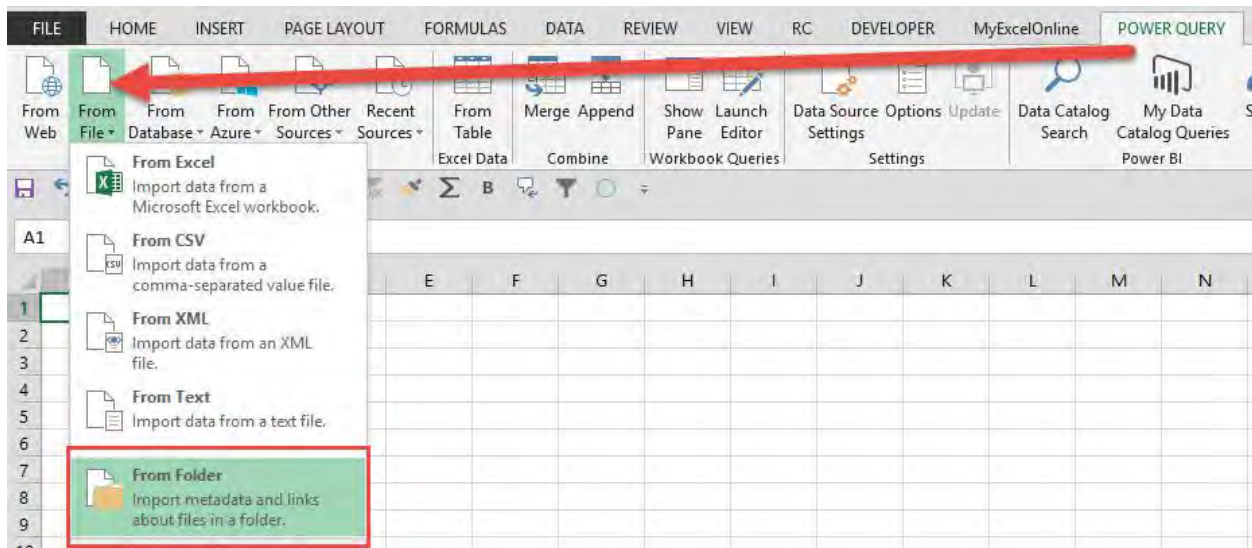 FILE HOME INSERT PAGE LAYOUT FORMULAS DATA REVIEW VIEW RC DEVELOPER MyExcelOnline POWER QUERY
From From From From From Other Recent From Merge Append Show Launch Data Source Options Update Data Catalog My Data
Web File Database Azure Sources Sources Table Pane Editor Settings Search Catalog Queries
Excel Data Combine Workbook Queries Settings Power BI
From Excel
Import data from a
Microsoft Excel workbook.
Σ B
A1
From CSV
CSV
Import data from a
comma-separated value file.
E F G H I J K L M N
From XML
Import data from an XML
file.
From Text
Import data from a text file.
From Folder
Import metadata and links
about files in a folder.
1
2
3
4
5
6
7
8
9